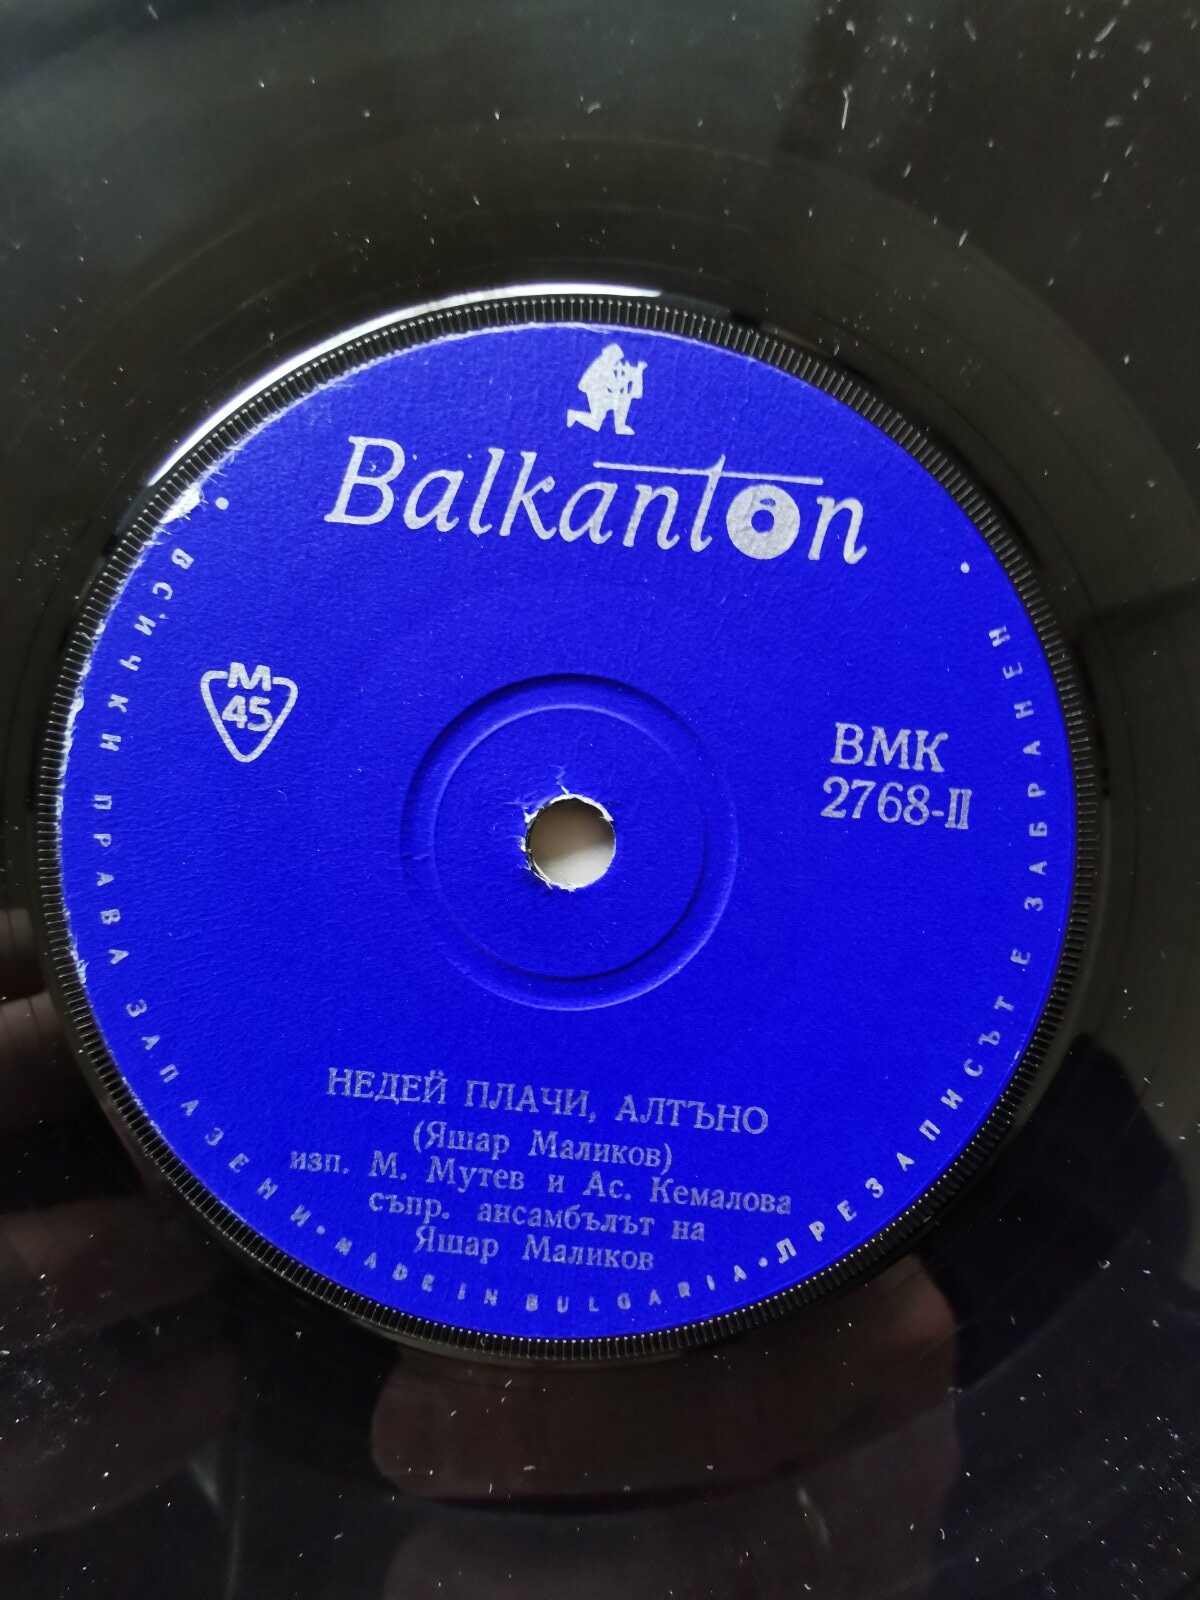 Balkanton
M
45
ВМК
2768-II
НЕДЕЙ ПЛАЧИ, АЛТЪНО
(Яшар Маликов)
изп. М. Мутев и Ас. Кемалова
съпр. ансамбълът на
Яшар Маликов
• ВСИЧКИ ПРАВА ЗАПАЗЕНИ • MADE IN BULGARIA • ПРЕЗАПИСЪТ Е ЗАБРАНЕН •